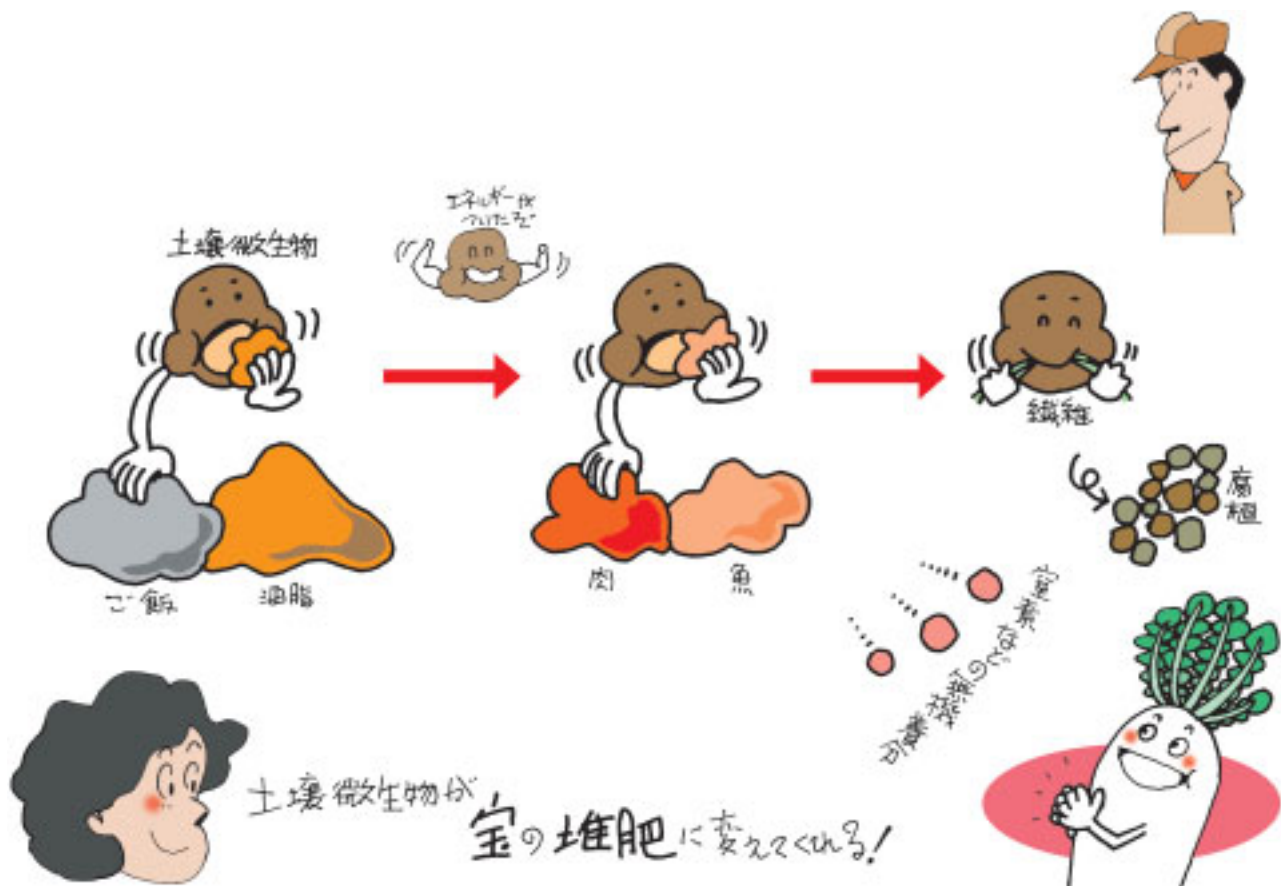 土壌微生物
エネルギーが
ついたぞ
繊維
腐植
ご飯
油脂
肉
魚
窒素などの無機養分
土壌微生物が
宝の堆肥に変えてくれる!